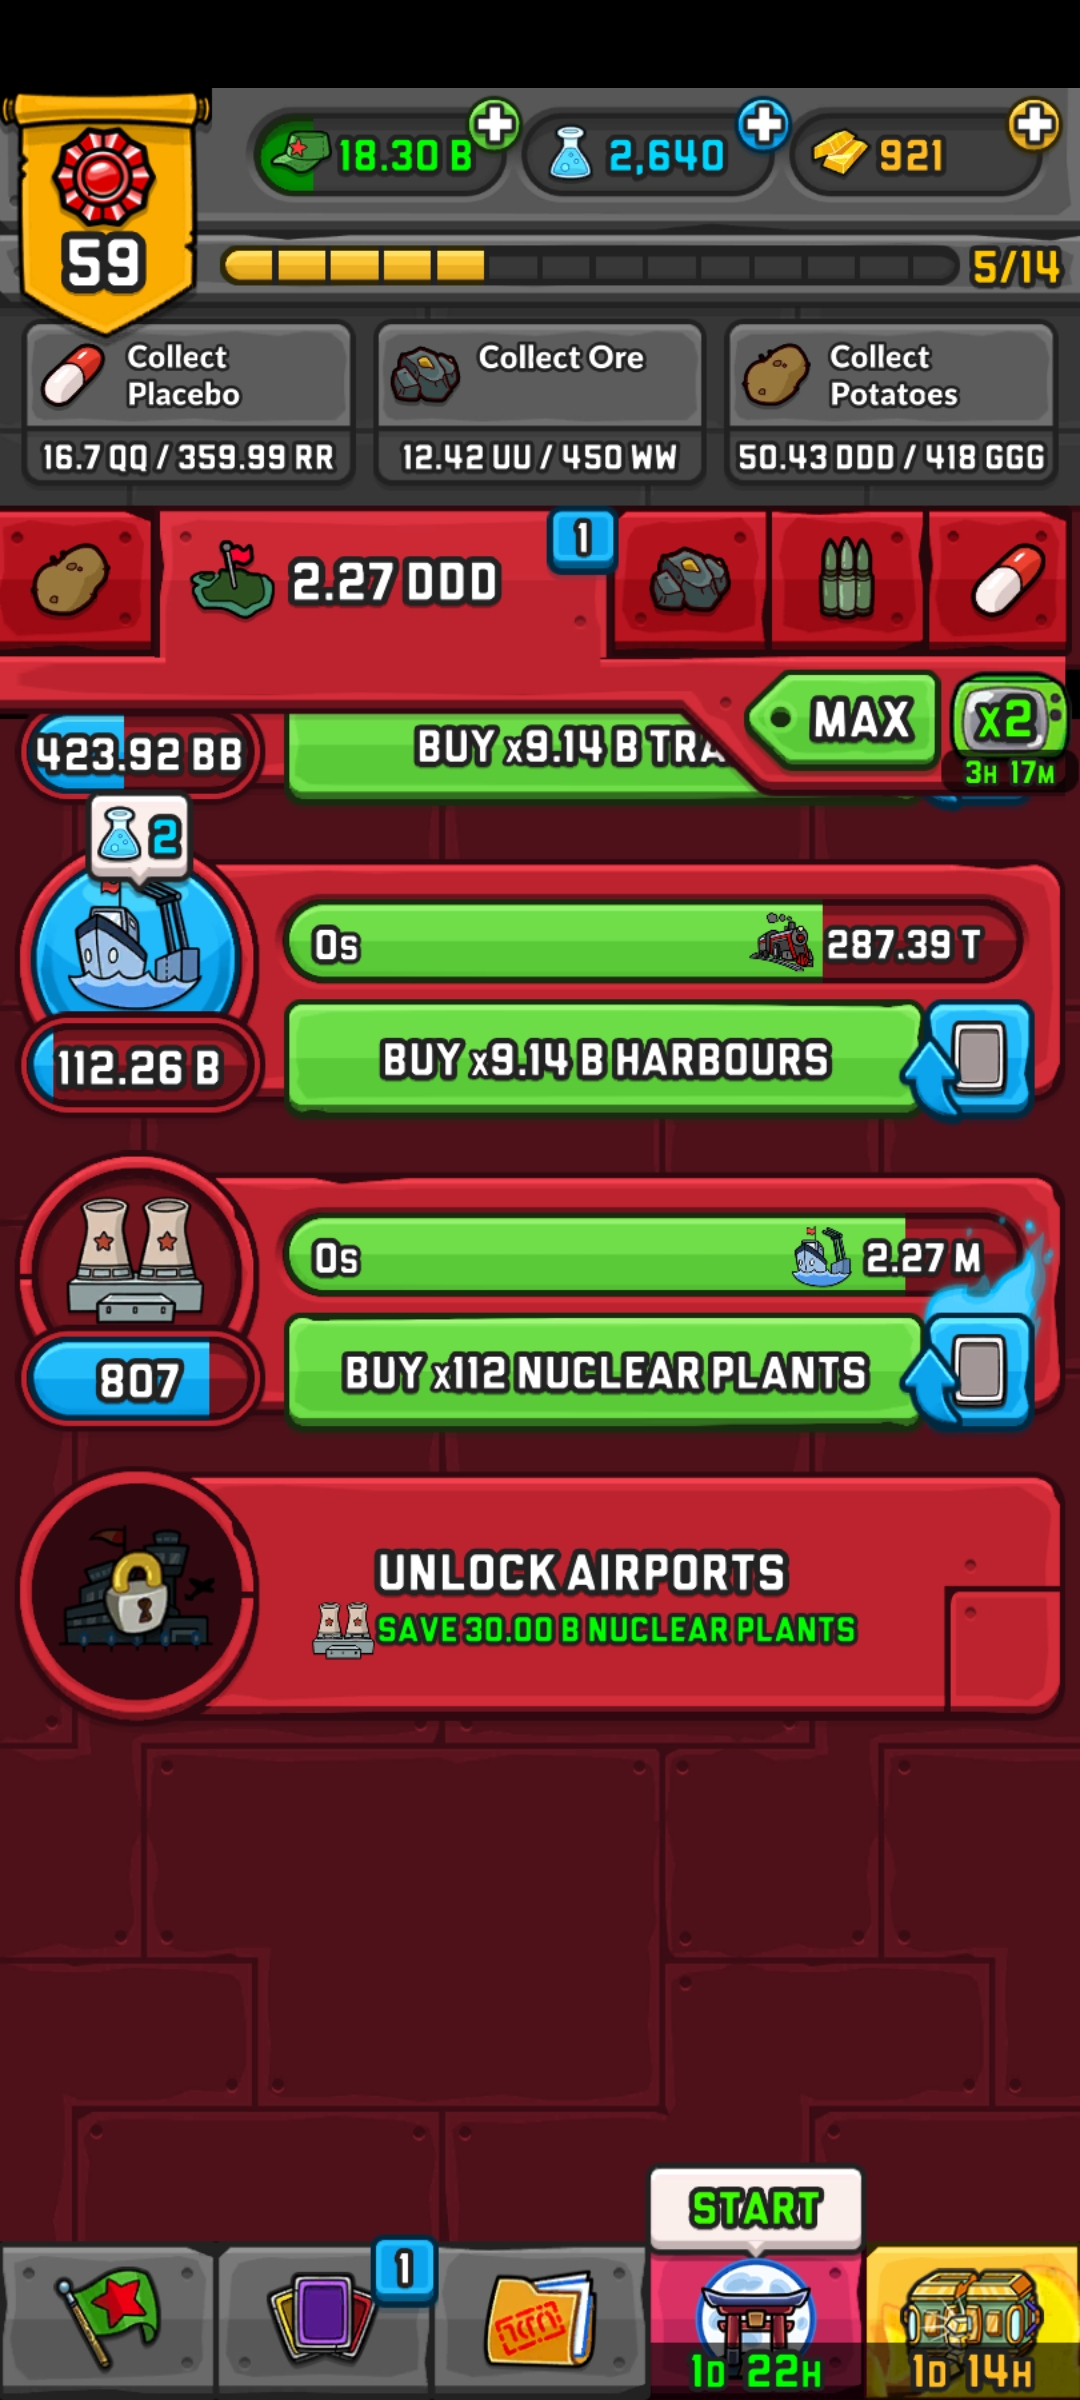 18.30 B
2,640
921
59
5/14
Collect
Placebo
16.7 QQ / 359.99 RR
Collect Ore
12.42 UU / 450 WW
Collect
Potatoes
50.43 DDD / 418 GGG
2.27 DDD
1
MAX
x2
3H 17M
423.92 BB
BUY x9.14 B TRA
2
0s
287.39 T
112.26 B
BUY x9.14 B HARBOURS
0s
2.27 M
807
BUY x112 NUCLEAR PLANTS
UNLOCK AIRPORTS
SAVE 30.00 B NUCLEAR PLANTS
START
1
1D 22H
1D 14H